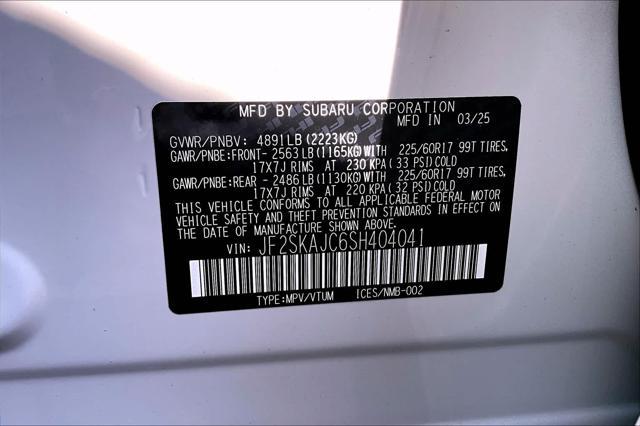 MFD BY SUBARU CORPORATION
MFD IN 03/25
GVWR/PNBV: 4891LB(2223KG)
GAWR/PNBE:FRONT-2563LB(1165KG)WITH 225/60R17 99T TIRES,
17X7J RIMS AT 230 KPA (33 PSI)COLD
GAWR/PNBE:REAR -2486LB(1130KG)WITH 225/60R17 99T TIRES,
17X7J RIMS AT 220 KPA (32 PSI)COLD
THIS VEHICLE CONFORMS TO ALL APPLICABLE FEDERAL MOTOR
VEHICLE SAFETY AND THEFT PREVENTION STANDARDS IN EFFECT ON
THE DATE OF MANUFACTURE SHOWN ABOVE.
VIN: JF2SKAJC6SH404041
TYPE:MPV/VTUM ICES/NMB-002